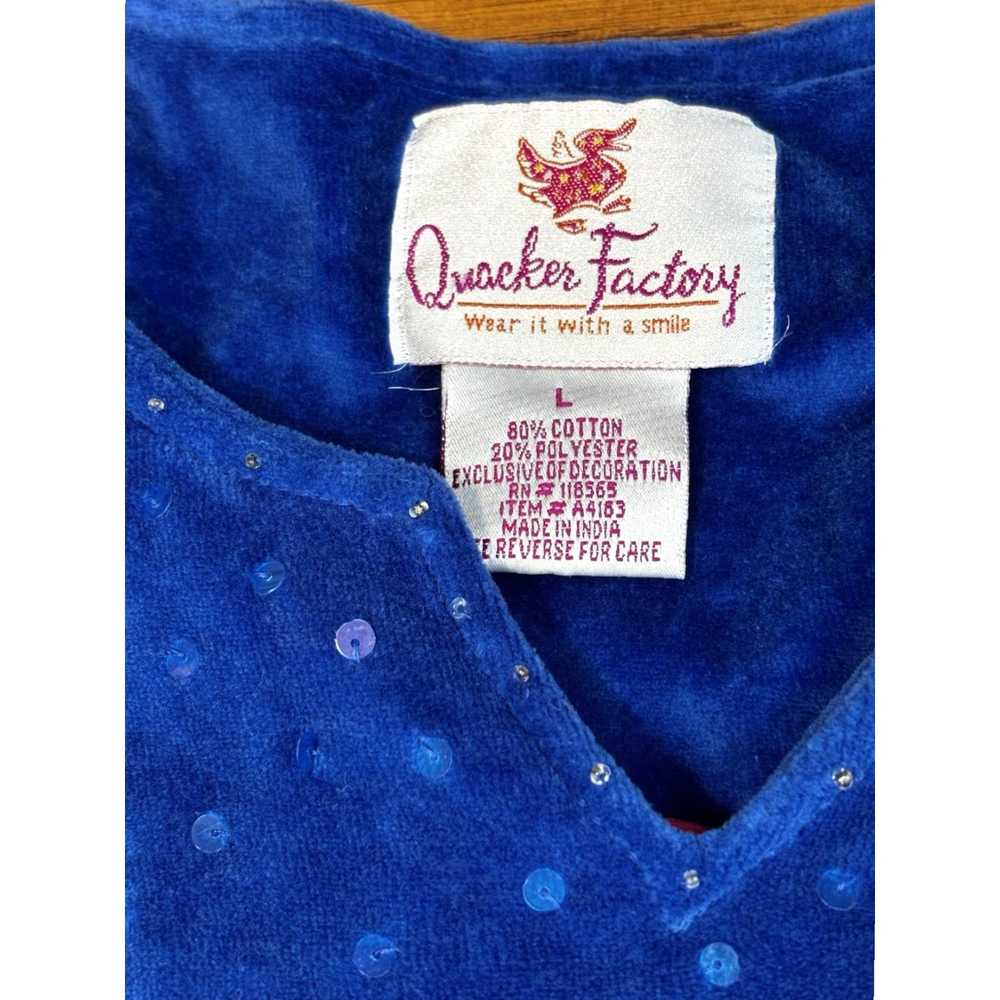 Quacker Factory
Wear it with a smile
L
80% COTTON
20% POLYESTER
EXCLUSIVE OF DECORATION
RN # 118565
ITEM # A4183
MADE IN INDIA
REVERSE FOR CARE